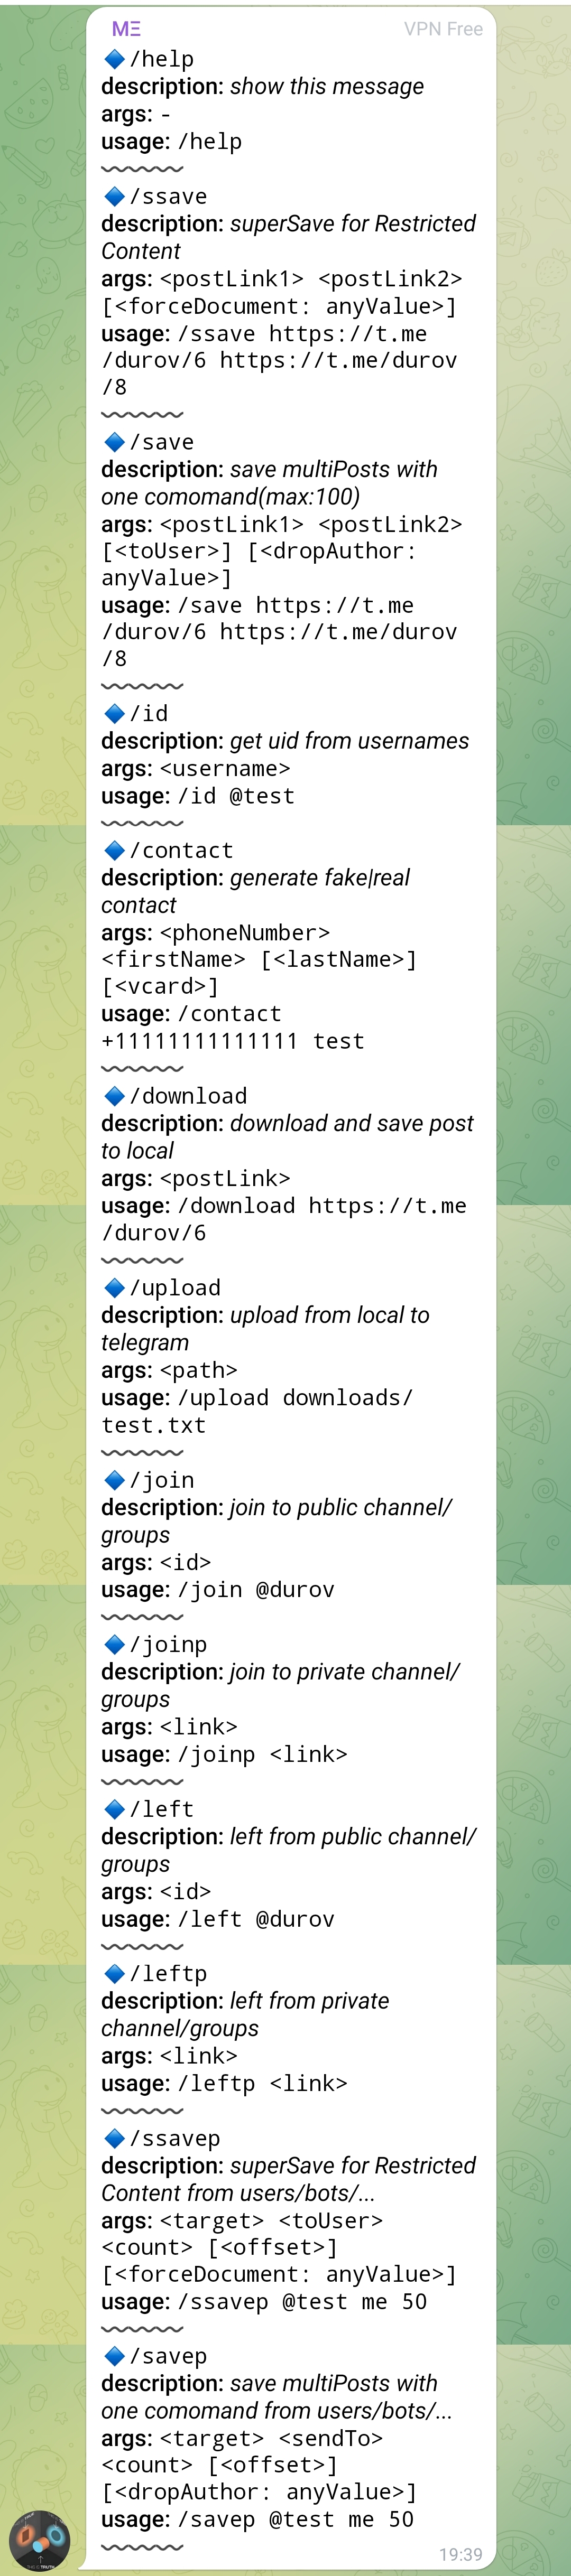 MΞ VPN Free
🔷/help
description: show this message
args: -
usage: /help
〰〰〰
🔷/ssave
description: superSave for Restricted
Content
args: <postLink1> <postLink2>
[<forceDocument: anyValue>]
usage: /ssave https://t.me
/durov/6 https://t.me/durov
/8
〰〰〰
🔷/save
description: save multiPosts with
one comomand(max:100)
args: <postLink1> <postLink2>
[<toUser>] [<dropAuthor:
anyValue>]
usage: /save https://t.me
/durov/6 https://t.me/durov
/8
〰〰〰
🔷/id
description: get uid from usernames
args: <username>
usage: /id @test
〰〰〰
🔷/contact
description: generate fake|real
contact
args: <phoneNumber>
<firstName> [<lastName>]
[<vcard>]
usage: /contact
+11111111111111 test
〰〰〰
🔷/download
description: download and save post
to local
args: <postLink>
usage: /download https://t.me
/durov/6
〰〰〰
🔷/upload
description: upload from local to
telegram
args: <path>
usage: /upload downloads/
test.txt
〰〰〰
🔷/join
description: join to public channel/
groups
args: <id>
usage: /join @durov
〰〰〰
🔷/joinp
description: join to private channel/
groups
args: <link>
usage: /joinp <link>
〰〰〰
🔷/left
description: left from public channel/
groups
args: <id>
usage: /left @durov
〰〰〰
🔷/leftp
description: left from private
channel/groups
args: <link>
usage: /leftp <link>
〰〰〰
🔷/ssavep
description: superSave for Restricted
Content from users/bots/...
args: <target> <toUser>
<count> [<offset>]
[<forceDocument: anyValue>]
usage: /ssavep @test me 50
〰〰〰
🔷/savep
description: save multiPosts with
one comomand from users/bots/...
args: <target> <sendTo>
<count> [<offset>]
[<dropAuthor: anyValue>]
usage: /savep @test me 50
〰〰〰
19:39